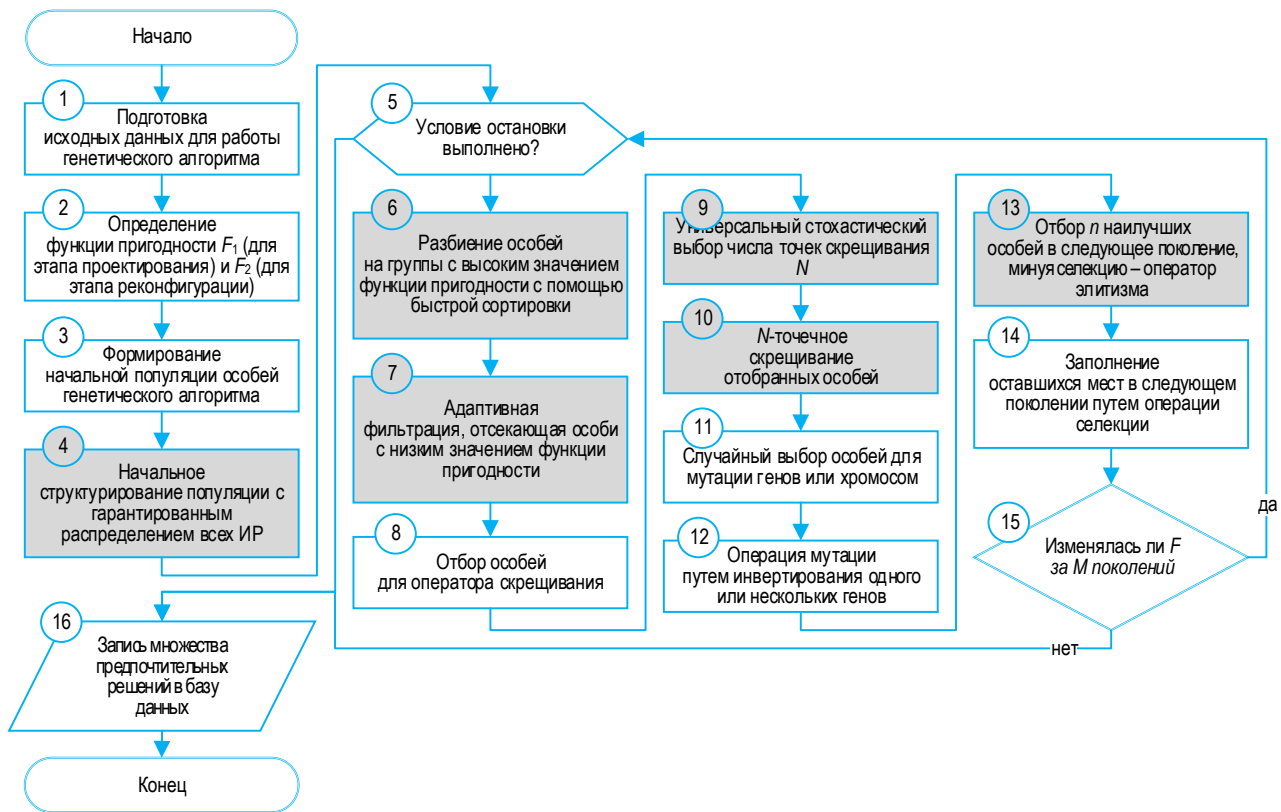 Начало
1
Подготовка
исходных данных для работы
генетического алгоритма
2
Определение
функции пригодности F1 (для
этапа проектирования) и F2 (для
этапа реконфигурации)
3
Формирование
начальной популяции особей
генетического алгоритма
4
Начальное
структурирование популяции с
гарантированным
распределением всех ИР
5
Условие остановки
выполнено?
6
Разбиение особей
на группы с высоким значением
функции пригодности с помощью
быстрой сортировки
7
Адаптивная
фильтрация, отсекающая особи
с низким значением функции
пригодности
8
Отбор особей
для оператора скрещивания
9
Универсальный стохастический
выбор числа точек скрещивания
N
10
N-точечное
скрещивание
отобранных особей
11
Случайный выбор особей для
мутации генов или хромосом
12
Операция мутации
путем инвертирования одного
или нескольких генов
13
Отбор n наилучших
особей в следующее поколение,
минуя селекцию – оператор
элитизма
14
Заполнение
оставшихся мест в следующем
поколении путем операции
селекции
15
Изменялась ли F
за M поколений
да
нет
16
Запись множества
предпочтительных
решений в базу
данных
Конец